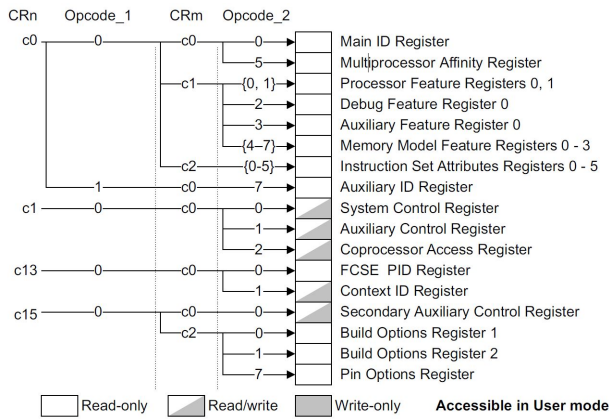 CRn Opcode_1 CRm Opcode_2
c0 0 c0 0 Main ID Register
5 Multiprocessor Affinity Register
c1 {0, 1} Processor Feature Registers 0, 1
2 Debug Feature Register 0
3 Auxiliary Feature Register 0
{4–7} Memory Model Feature Registers 0 - 3
c2 {0-5} Instruction Set Attributes Registers 0 - 5
1 c0 7 Auxiliary ID Register
c1 0 c0 0 System Control Register
1 Auxiliary Control Register
2 Coprocessor Access Register
c13 0 c0 0 FCSE PID Register
1 Context ID Register
c15 0 c0 0 Secondary Auxiliary Control Register
c2 0 Build Options Register 1
1 Build Options Register 2
7 Pin Options Register
Read-only Read/write Write-only Accessible in User mode